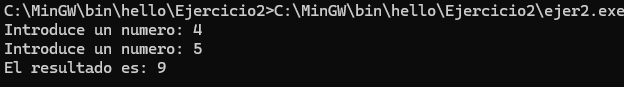 C:\MinGW\bin\hello\Ejercicio2>C:\MinGW\bin\hello\Ejercicio2\ejer2.exe
Introduce un numero: 4
Introduce un numero: 5
El resultado es: 9